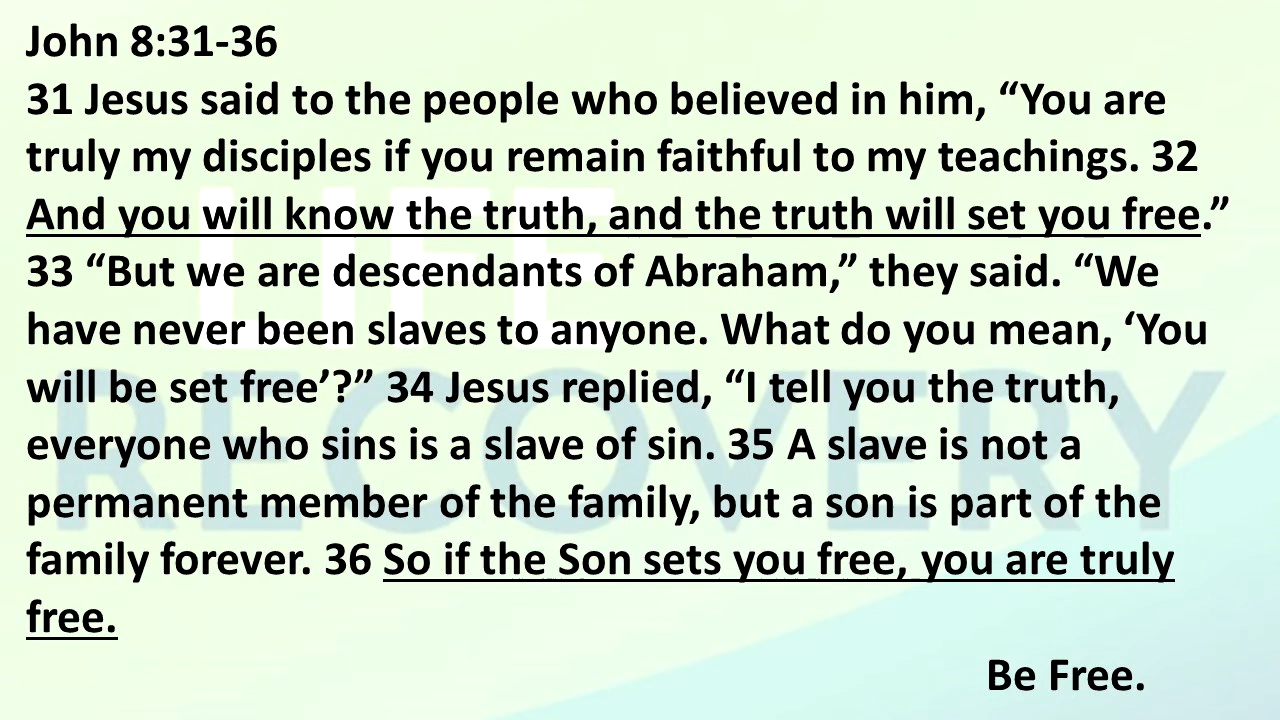 John 8:31-36
31 Jesus said to the people who believed in him, “You are
truly my disciples if you remain faithful to my teachings. 32
And you will know the truth, and the truth will set you free.”
33 “But we are descendants of Abraham,” they said. “We
have never been slaves to anyone. What do you mean, ‘You
will be set free’?” 34 Jesus replied, “I tell you the truth,
everyone who sins is a slave of sin. 35 A slave is not a
permanent member of the family, but a son is part of the
family forever. 36 So if the Son sets you free, you are truly
free.
Be Free.
LIFE
RECOVERY